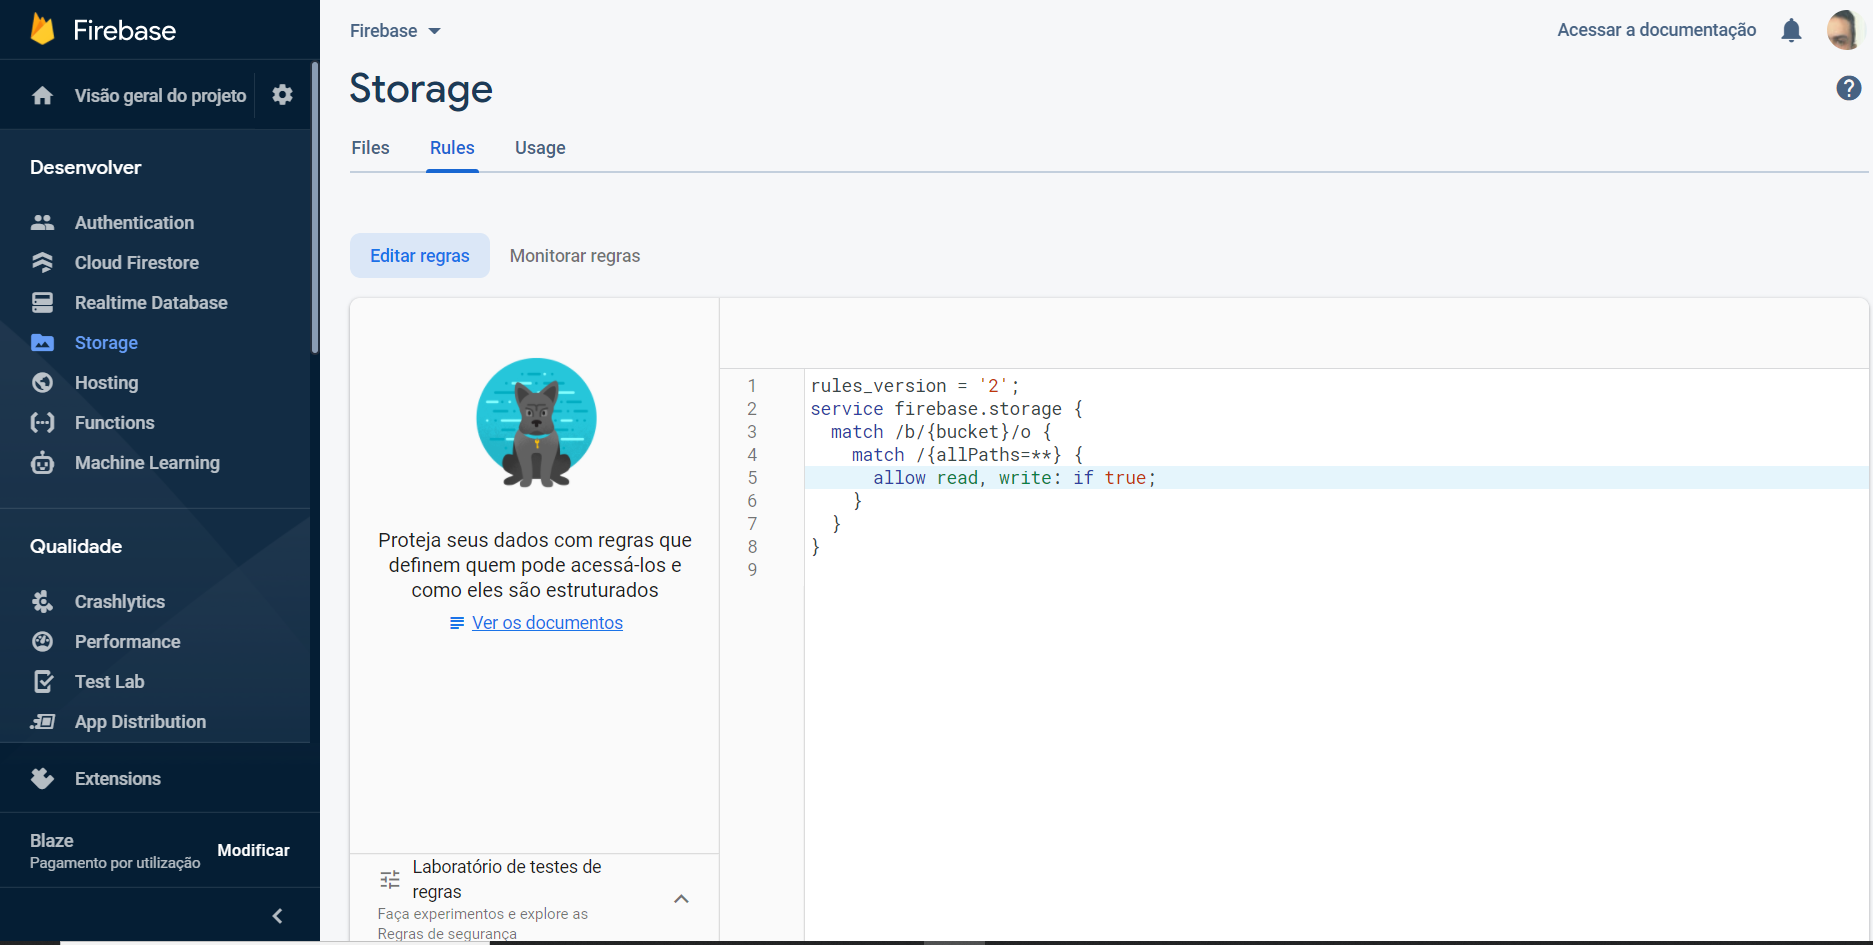 Firebase
Visão geral do projeto
Desenvolver
Authentication
Cloud Firestore
Realtime Database
Storage
Hosting
Functions
Machine Learning
Qualidade
Crashlytics
Performance
Test Lab
App Distribution
Extensions
Blaze
Pagamento por utilização
Modificar
Firebase
Acessar a documentação
Storage
?
Files Rules Usage
Editar regras Monitorar regras
Proteja seus dados com regras que
definem quem pode acessá-los e
como eles são estruturados
Ver os documentos
Laboratório de testes de
regras
Faça experimentos e explore as
Regras de segurança
1 rules_version = '2';
2 service firebase.storage {
3   match /b/{bucket}/o {
4     match /{allPaths=**} {
5       allow read, write: if true;
6     }
7   }
8 }
9